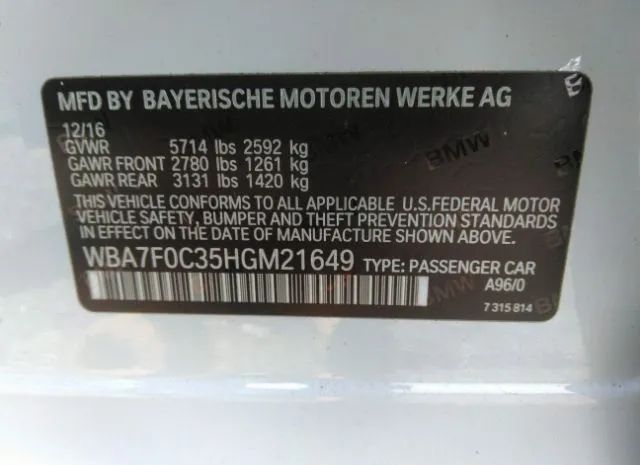 MFD BY BAYERISCHE MOTOREN WERKE AG
12/16
GVWR 5714 lbs 2592 kg
GAWR FRONT 2780 lbs 1261 kg
GAWR REAR 3131 lbs 1420 kg
THIS VEHICLE CONFORMS TO ALL APPLICABLE U.S.FEDERAL MOTOR
VEHICLE SAFETY, BUMPER AND THEFT PREVENTION STANDARDS
IN EFFECT ON THE DATE OF MANUFACTURE SHOWN ABOVE.
WBA7F0C35HGM21649 TYPE: PASSENGER CAR
A96/0
7 315 814
BMW
BMW